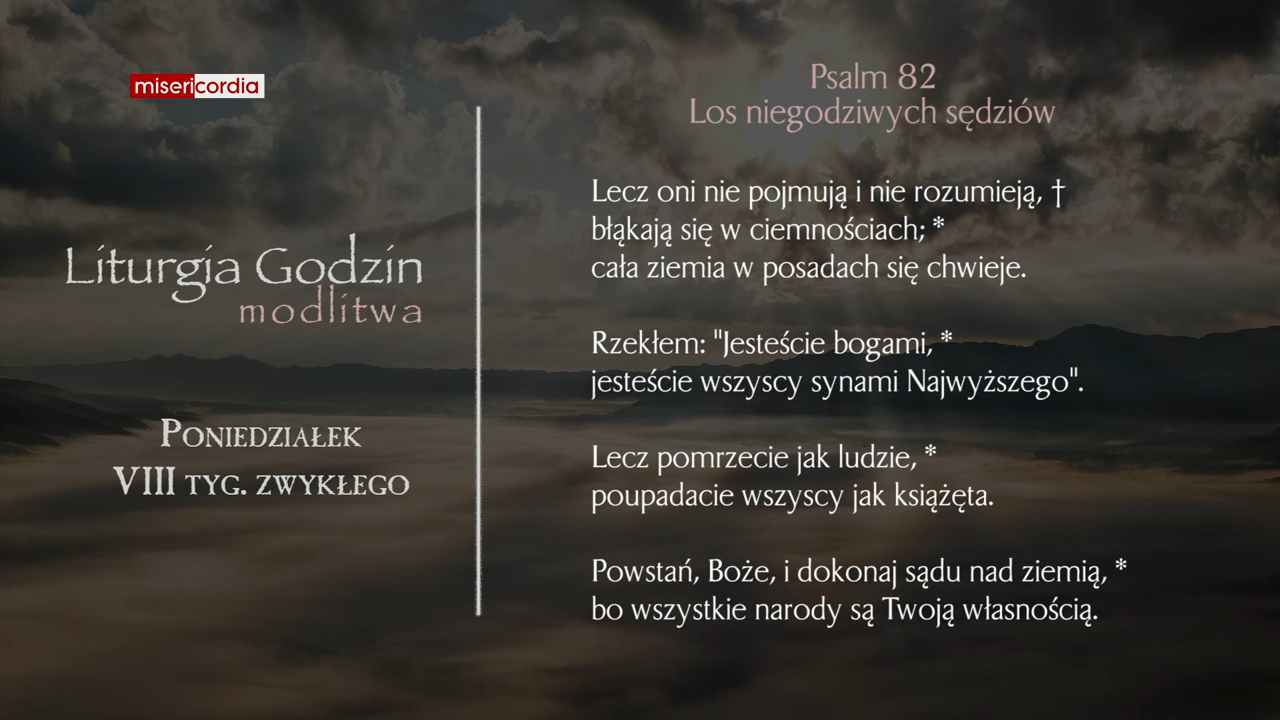 misericordia
Liturgia Godzin
modlitwa
Poniedziałek
VIII tyg. zwykłego
Psalm 82
Los niegodziwych sędziów
Lecz oni nie pojmują i nie rozumieją, †
błąkają się w ciemnościach; *
cała ziemia w posadach się chwieje.
Rzekłem: "Jesteście bogami, *
jesteście wszyscy synami Najwyższego".
Lecz pomrzecie jak ludzie, *
poupadacie wszyscy jak książęta.
Powstań, Boże, i dokonaj sądu nad ziemią, *
bo wszystkie narody są Twoją własnością.